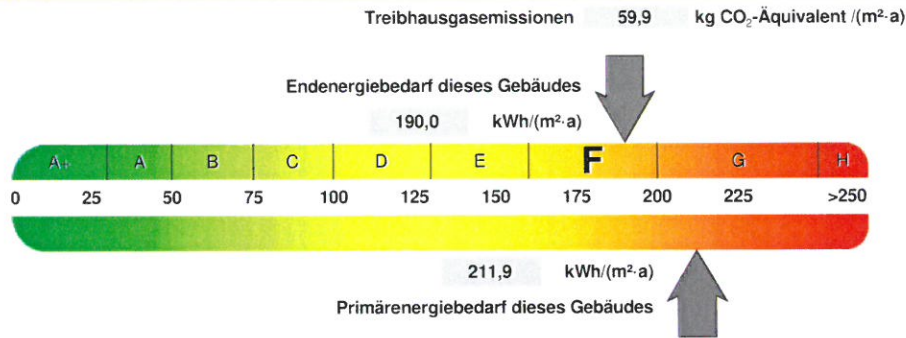 Treibhausgasemissionen 59,9 kg CO₂-Äquivalent /(m²·a)
Endenergiebedarf dieses Gebäudes
190,0 kWh/(m²·a)
A+ A B C D E F G H
0 25 50 75 100 125 150 175 200 225 >250
211,9 kWh/(m²·a)
Primärenergiebedarf dieses Gebäudes